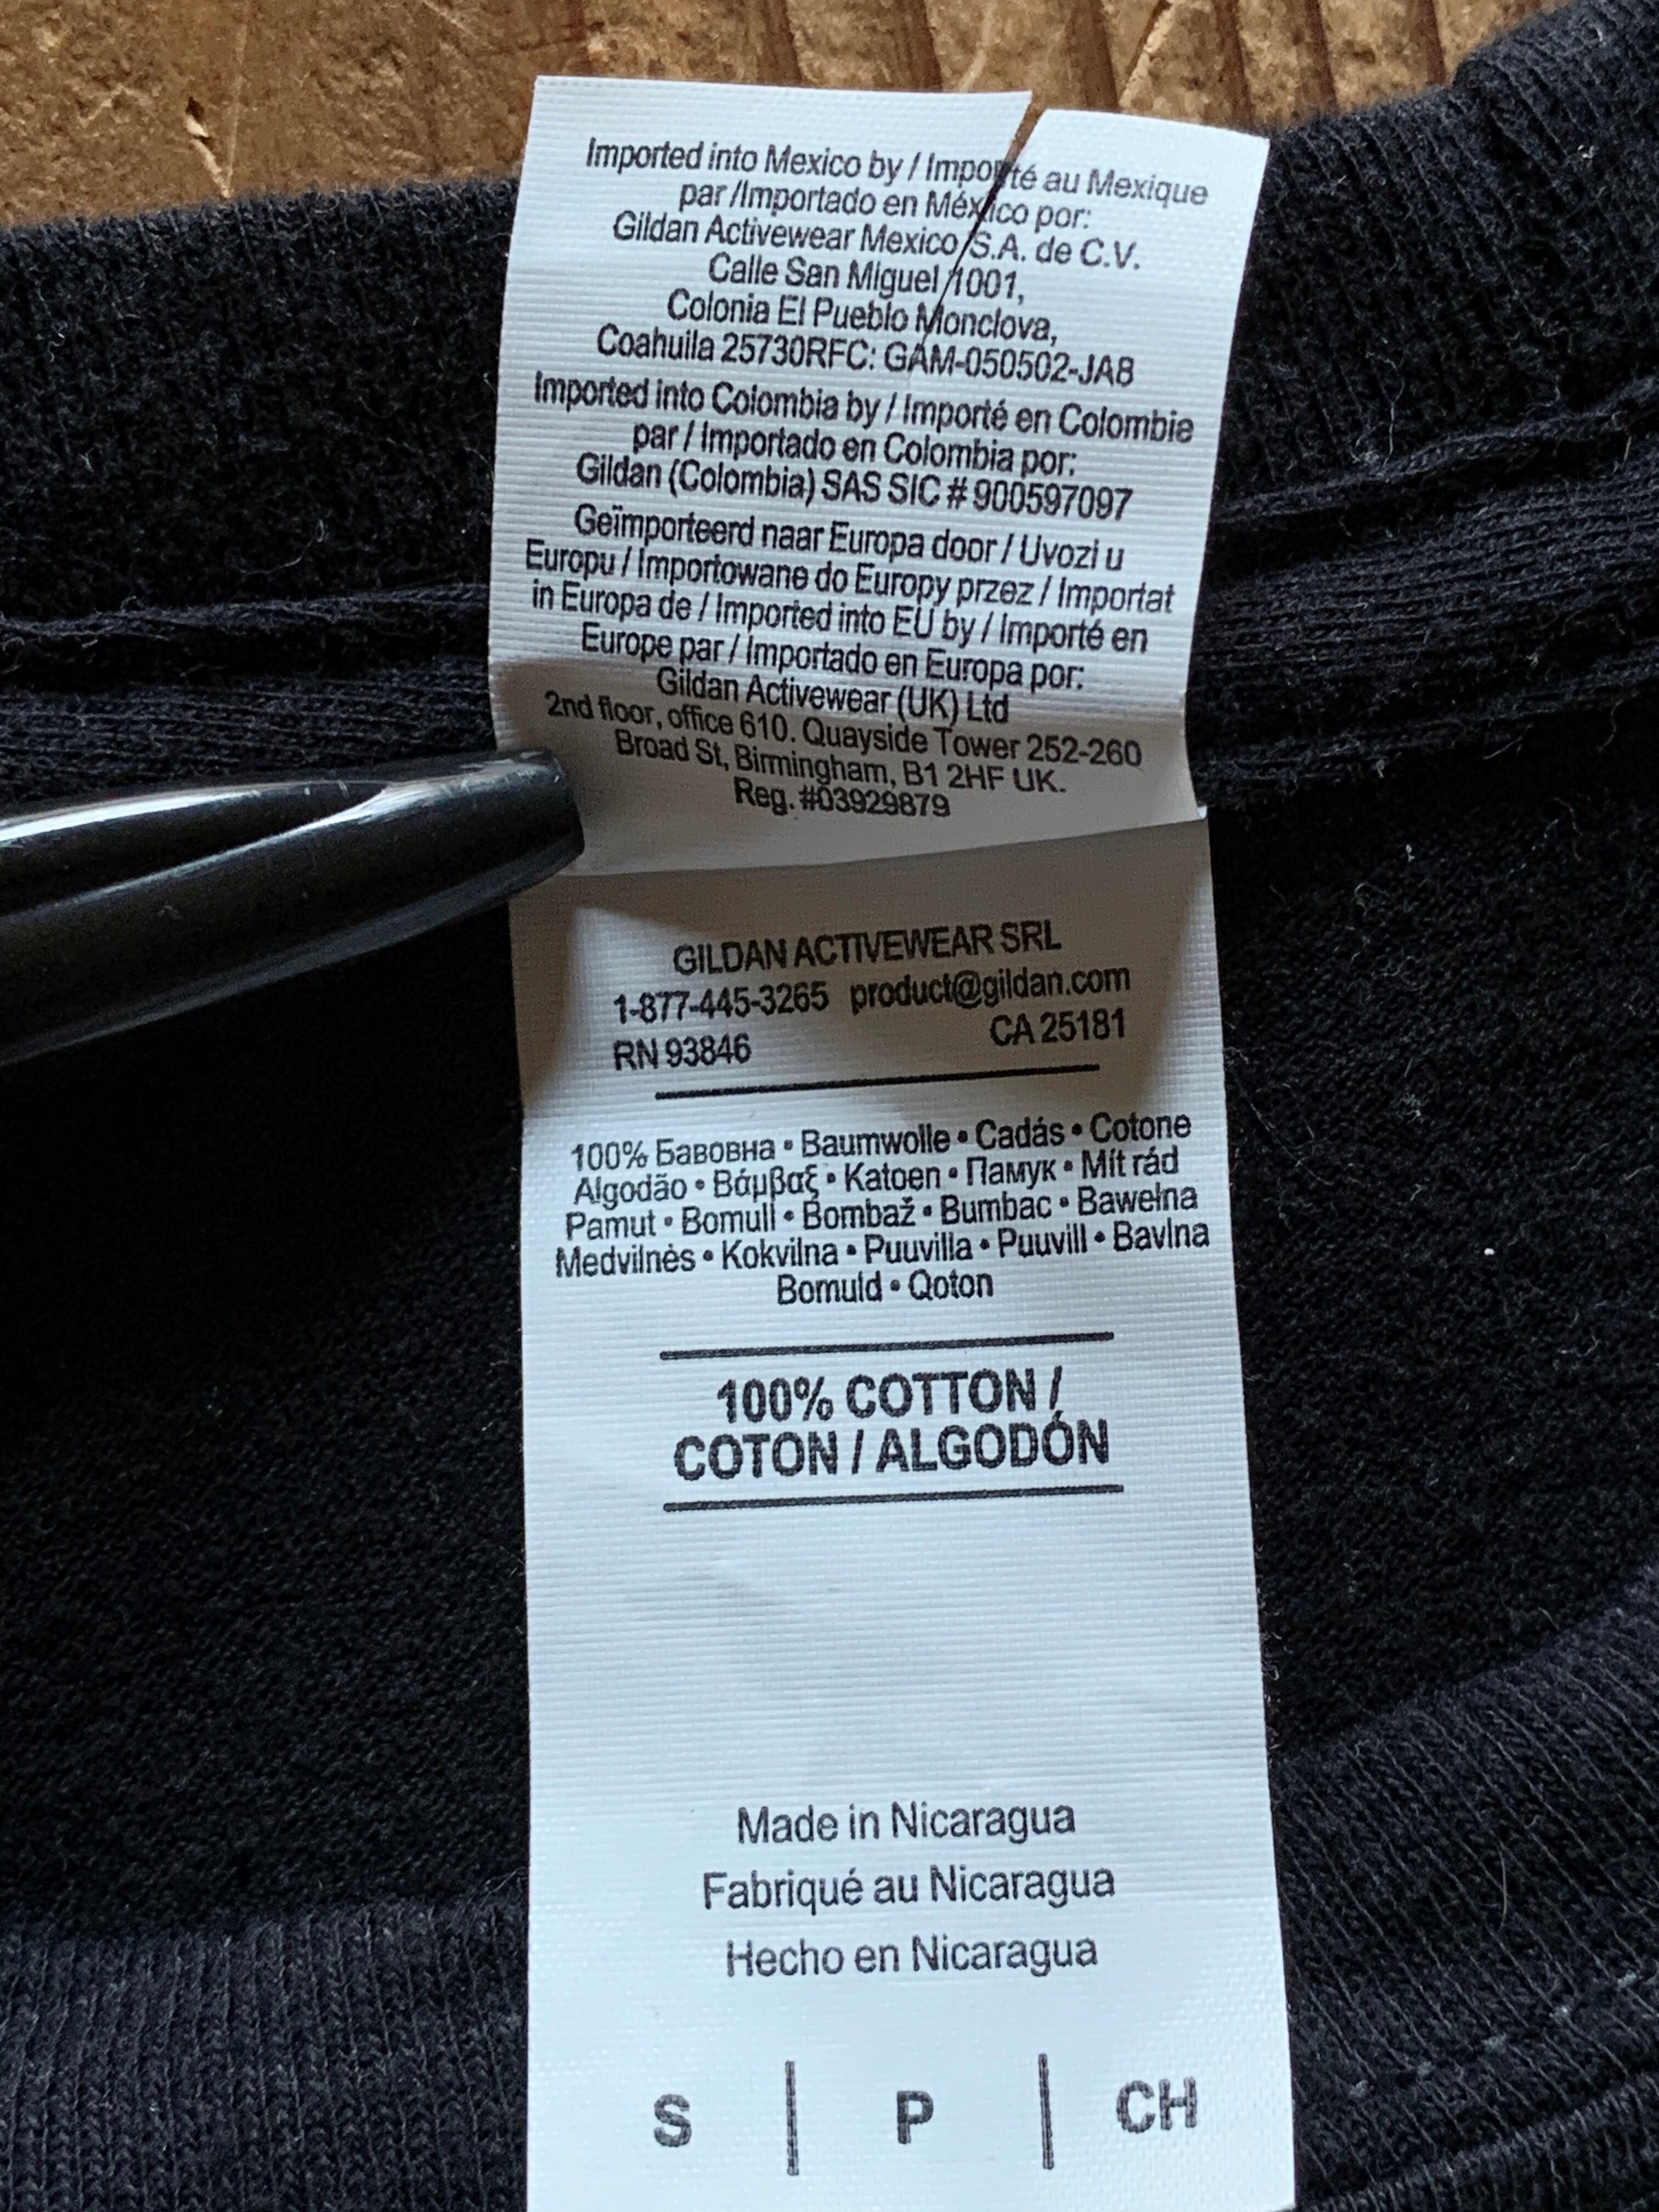 Imported into Mexico by / Importé au Mexique
par /Importado en México por:
Gildan Activewear Mexico S.A. de C.V.
Calle San Miguel 1001,
Colonia El Pueblo Monclova,
Coahuila 25730RFC: GAM-050502-JA8
Imported into Colombia by / Importé en Colombie
par / Importado en Colombia por:
Gildan (Colombia) SAS SIC # 900597097
Geïmporteerd naar Europa door / Uvozi u
Europu / Importowane do Europy przez / Importat
in Europa de / Imported into EU by / Importé en
Europe par / Importado en Europa por:
Gildan Activewear (UK) Ltd
2nd floor, office 610. Quayside Tower 252-260
Broad St, Birmingham, B1 2HF UK.
Reg. #03929879
GILDAN ACTIVEWEAR SRL
1-877-445-3265 product@gildan.com
RN 93846 CA 25181
100% Бавовна • Baumwolle • Cadás • Cotone
Algodão • Βάμβαξ • Katoen • Памук • Mít rád
Pamut • Bomull • Bombaž • Bumbac • Bawełna
Medvilnės • Kokvilna • Puuvilla • Puuvill • Bavlna
Bomuld • Qoton
100% COTTON /
COTON / ALGODÓN
Made in Nicaragua
Fabriqué au Nicaragua
Hecho en Nicaragua
S | P | CH